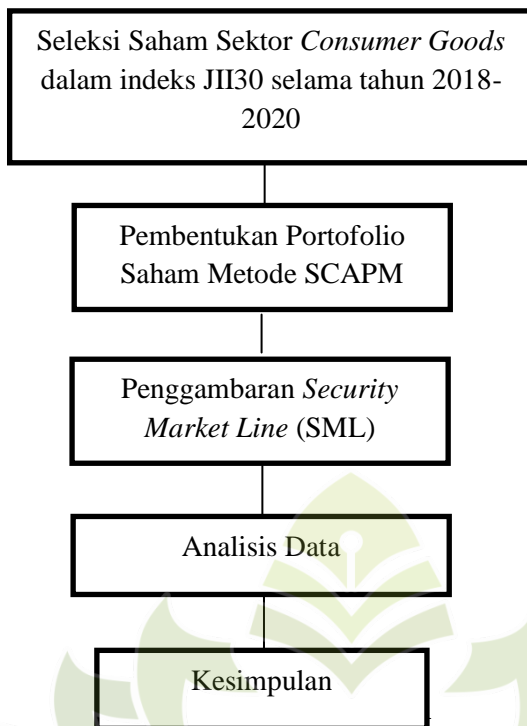 Seleksi Saham Sektor Consumer Goods
dalam indeks JII30 selama tahun 2018-
2020
Pembentukan Portofolio
Saham Metode SCAPM
Penggambaran Security
Market Line (SML)
Analisis Data
Kesimpulan